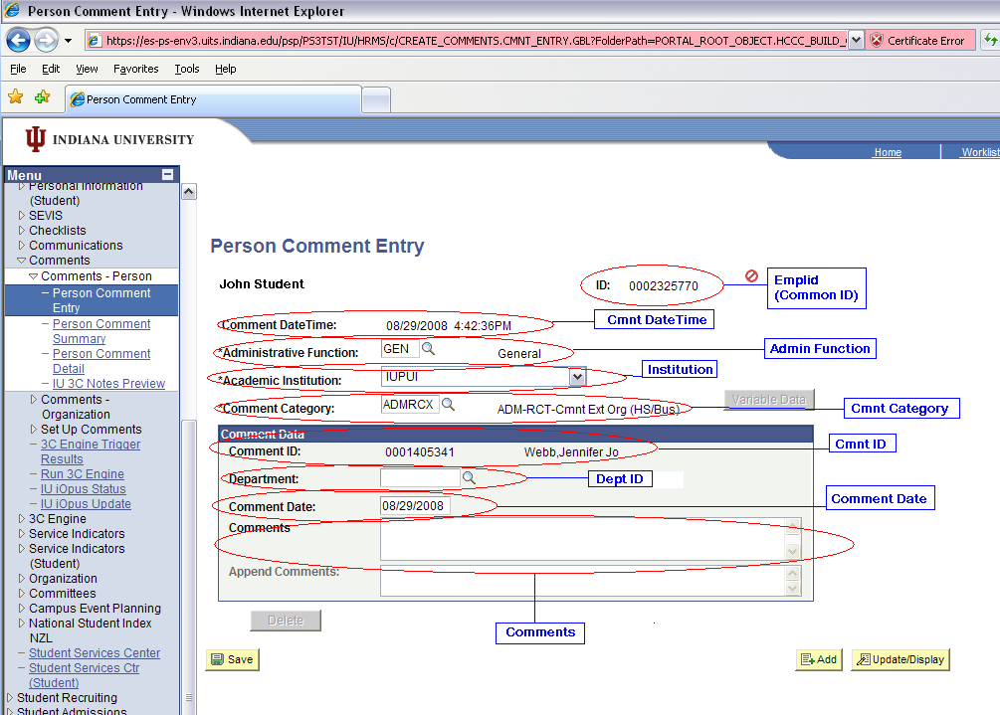 Person Comment Entry - Windows Internet Explorer
https://es-ps-env3.uits.indiana.edu/psp/PS3TST/IU/HRMS/c/CREATE_COMMENTS.CMNT_ENTRY.GBL?FolderPath=PORTAL_ROOT_OBJECT.HCCC_BUILD_ Certificate Error
File Edit View Favorites Tools Help
Person Comment Entry
INDIANA UNIVERSITY
Home Worklist
Menu
Personal Information
(Student)
SEVIS
Checklists
Communications
Comments
Comments - Person
Person Comment
Entry
Person Comment
Summary
Person Comment
Detail
IU 3C Notes Preview
Comments -
Organization
Set Up Comments
3C Engine Trigger
Results
Run 3C Engine
IU iOpus Status
IU iOpus Update
3C Engine
Service Indicators
Service Indicators
(Student)
Organization
Committees
Campus Event Planning
National Student Index
NZL
Student Services Center
Student Services Ctr
(Student)
Student Recruiting
Student Admissions
Person Comment Entry
John Student ID: 0002325770
Emplid
(Common ID)
Comment DateTime: 08/29/2008 4:42:36PM Cmnt DateTime
*Administrative Function: GEN General Admin Function
*Academic Institution: IUPUI Institution
*Comment Category: ADMRCX ADM-RCT-Cmnt Ext Org (HS/Bus) Variable Data Cmnt Category
Comment Data
Comment ID: 0001405341 Webb,Jennifer Jo Cmnt ID
Department: Dept ID
Comment Date: 08/29/2008 Comment Date
Comments
Append Comments:
Delete
Comments
Save Add Update/Display